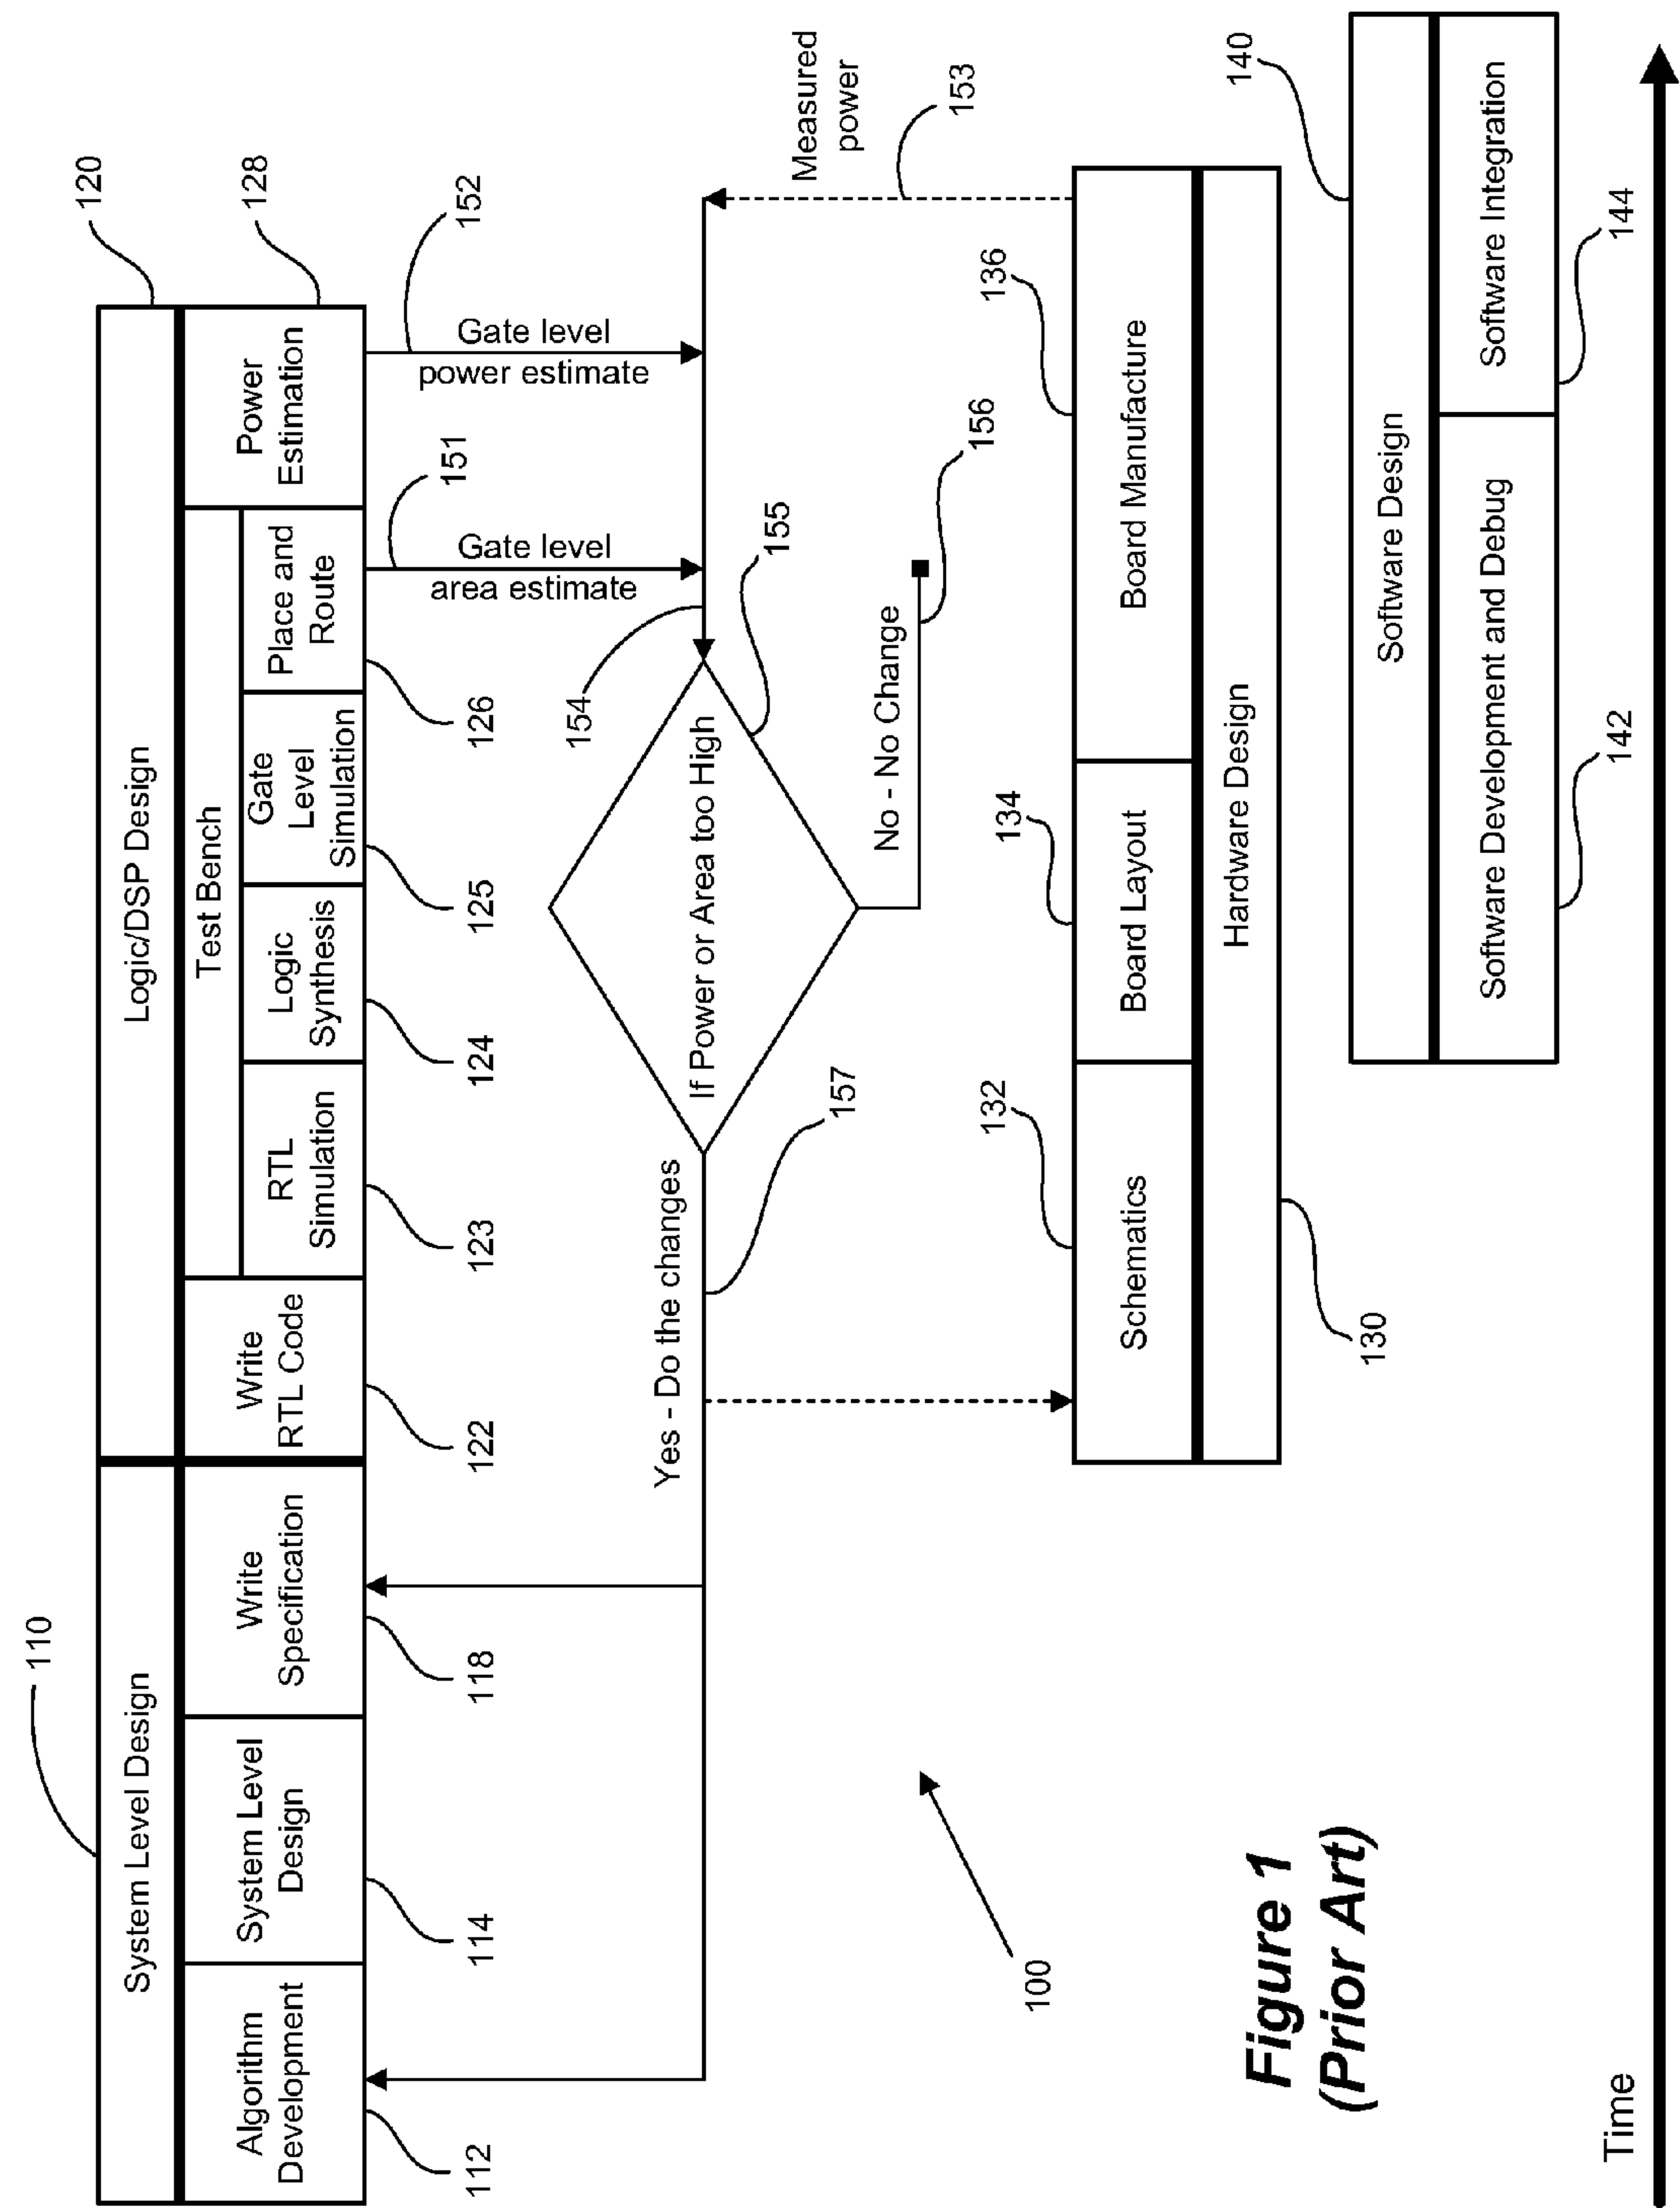 110
120
System Level Design
Logic/DSP Design
128
Algorithm
Development
System Level
Design
Write
Specification
Write
RTL Code
Test Bench
RTL
Simulation
Logic
Synthesis
Gate
Level
Simulation
Place and
Route
Power
Estimation
112
114
118
122
123
124
125
126
151
152
Gate level
area estimate
Gate level
power estimate
154
Yes - Do the changes
If Power or Area too High
155
157
Measured
power
No - No Change
153
156
100
132
134
136
Schematics
Board Layout
Board Manufacture
Hardware Design
130
140
Software Design
Software Development and Debug
Software Integration
142
144
Figure 1
(Prior Art)
Time